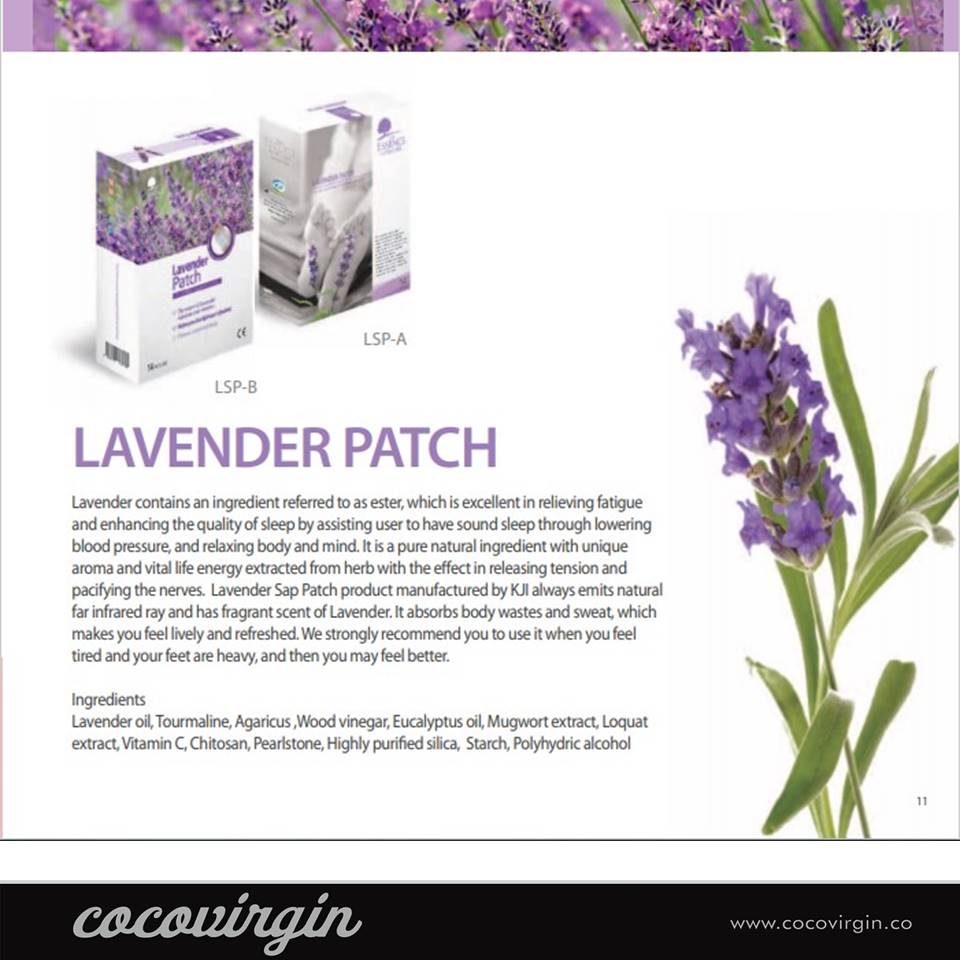 ESSENCE
LAVENDER PATCH
Lavender
Patch
14
LSP-A
LSP-B
LAVENDER PATCH
Lavender contains an ingredient referred to as ester, which is excellent in relieving fatigue
and enhancing the quality of sleep by assisting user to have sound sleep through lowering
blood pressure, and relaxing body and mind. It is a pure natural ingredient with unique
aroma and vital life energy extracted from herb with the effect in releasing tension and
pacifying the nerves. Lavender Sap Patch product manufactured by KJI always emits natural
far infrared ray and has fragrant scent of Lavender. It absorbs body wastes and sweat, which
makes you feel lively and refreshed. We strongly recommend you to use it when you feel
tired and your feet are heavy, and then you may feel better.
Ingredients
Lavender oil, Tourmaline, Agaricus ,Wood vinegar, Eucalyptus oil, Mugwort extract, Loquat
extract, Vitamin C, Chitosan, Pearlstone, Highly purified silica, Starch, Polyhydric alcohol
11
cocovirgin
www.cocovirgin.co